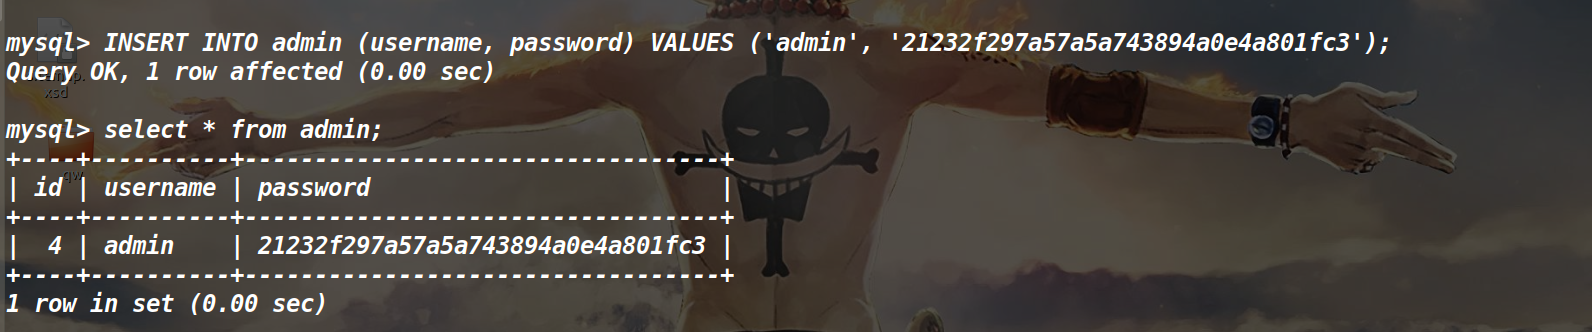 mysql> INSERT INTO admin (username, password) VALUES ('admin', '21232f297a57a5a743894a0e4a801fc3');
Query OK, 1 row affected (0.00 sec)
xsd
mysql> select * from admin;
+----+----------+----------------------------------+
| id | username | password                         |
+----+----------+----------------------------------+
|  4 | admin    | 21232f297a57a5a743894a0e4a801fc3 |
+----+----------+----------------------------------+
1 row in set (0.00 sec)